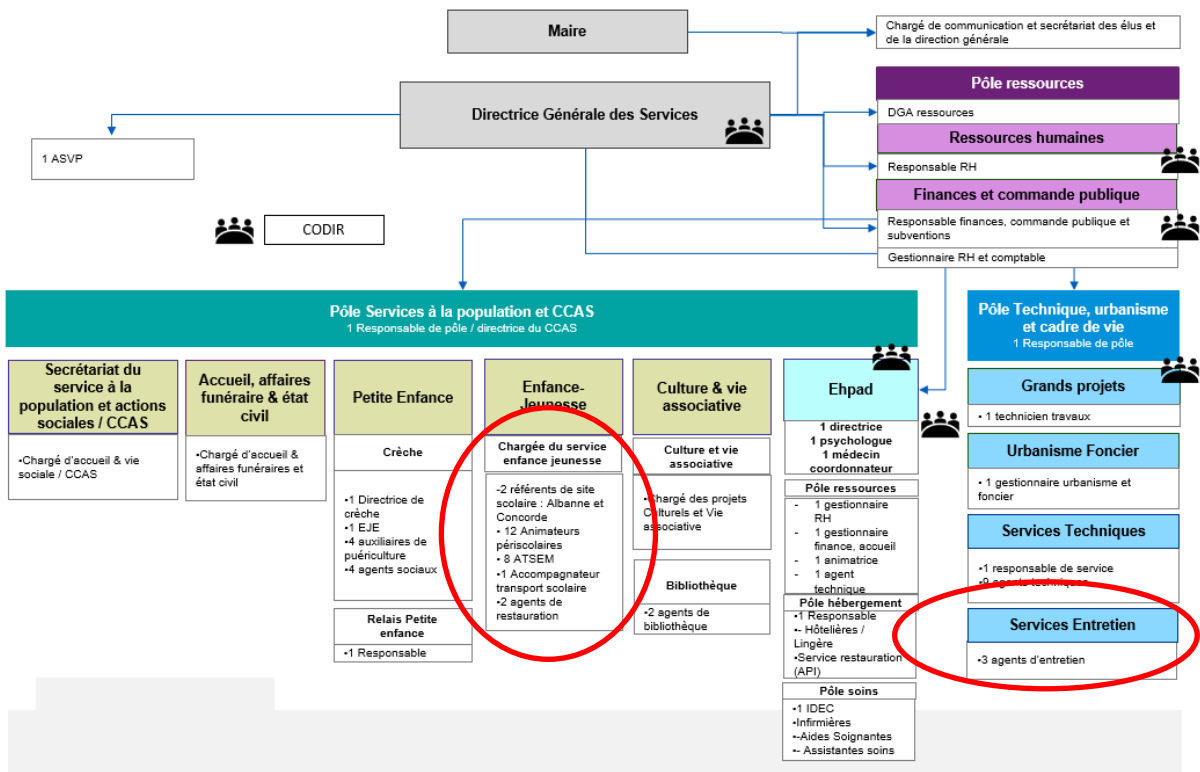 Maire
Chargé de communication et secrétariat des élus et
de la direction générale
Directrice Générale des Services
Pôle ressources
DGA ressources
Ressources humaines
Responsable RH
Finances et commande publique
Responsable finances, commande publique et
subventions
Gestionnaire RH et comptable
1 ASVP
CODIR
Pôle Services à la population et CCAS
1 Responsable de pôle / directrice du CCAS
Pôle Technique, urbanisme
et cadre de vie
1 Responsable de pôle
Secrétariat du
service à la
population et actions
sociales / CCAS
•Chargé d'accueil & vie
sociale / CCAS
Accueil, affaires
funéraire & état
civil
•Chargé d'accueil &
affaires funéraires et
état civil
Petite Enfance
Crèche
•1 Directrice de
crèche
•1 EJE
•4 auxiliaires de
puériculture
•4 agents sociaux
Relais Petite
enfance
•1 Responsable
Enfance-
Jeunesse
Chargée du service
enfance jeunesse
•2 référents de site
scolaire : Albanne et
Concorde
• 12 Animateurs
périscolaires
• 8 ATSEM
•1 Accompagnateur
transport scolaire
•2 agents de
restauration
Culture & vie
associative
Culture et vie
associative
•Chargé des projets
Culturels et Vie
associative
Bibliothèque
•2 agents de
bibliothèque
Ehpad
1 directrice
1 psychologue
1 médecin
coordonnateur
Pôle ressources
- 1 gestionnaire
RH
- 1 gestionnaire
finance, accueil
- 1 animatrice
- 1 agent
technique
Pôle hébergement
•1 Responsable
•- Hôtelières /
Lingère
•Service restauration
(API)
Pôle soins
•1 IDEC
•Infirmières
•-Aides Soignantes
•- Assistantes soins
Grands projets
• 1 technicien travaux
Urbanisme Foncier
• 1 gestionnaire urbanisme et
foncier
Services Techniques
•1 responsable de service
•9 agents techniques
Services Entretien
•3 agents d'entretien